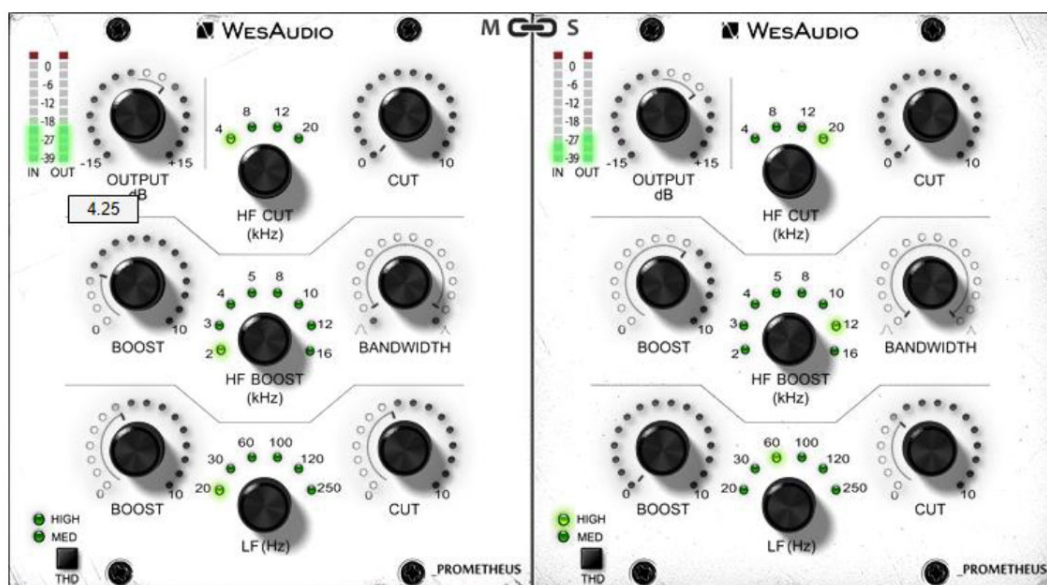 WESAUDIO M S WESAUDIO
0
-6
-12
-18
-27
-39
IN OUT
-15 +15
OUTPUT
dB
4.25
4 8 12 20
HF CUT
(kHz)
0 10
CUT
0 10
BOOST
2 3 4 5 8 10 12 16
HF BOOST
(kHz)
BANDWIDTH
0 10
BOOST
20 30 60 100 120 250
LF (Hz)
0 10
CUT
HIGH
MED
THD
_PROMETHEUS
0
-6
-12
-18
-27
-39
IN OUT
-15 +15
OUTPUT
dB
4 8 12 20
HF CUT
(kHz)
0 10
CUT
0 10
BOOST
2 3 4 5 8 10 12 16
HF BOOST
(kHz)
BANDWIDTH
0 10
BOOST
20 30 60 100 120 250
LF (Hz)
0 10
CUT
HIGH
MED
THD
_PROMETHEUS